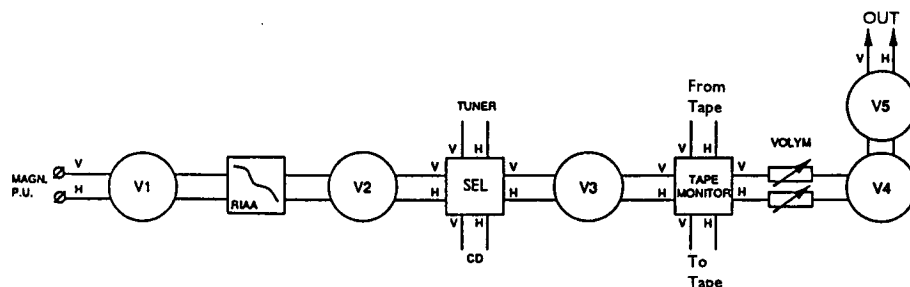 OUT
V H
V5
From
Tape
TUNER
V H
V H
VOLYM
MAGN.
P.U.
V
H
V1
RIAA
V2
V
H
SEL
V
H
V3
V
H
TAPE
MONITOR
V
H
V4
V H
CD
V H
To
Tape